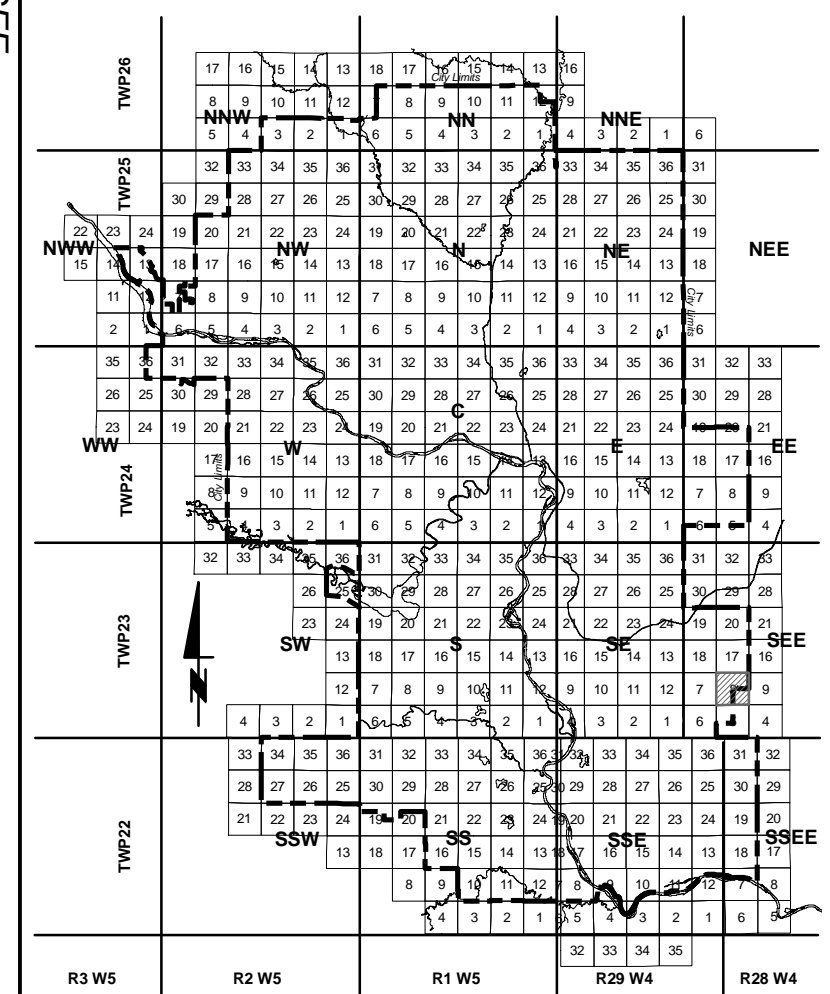 17 16 15 14 13 18 17 16 15 14 13 16
City Limits
TWP26
8 9 10 11 12 8 9 10 11 12 9
NNW NN NNE
5 4 3 2 1 6 5 4 3 2 1 4 3 2 1 6
TWP25
32 33 34 35 36 31 32 33 34 35 36 33 34 35 36 31
30 29 28 27 26 25 30 29 28 27 26 25 28 27 26 25 30
22 23 24 19 20 21 22 23 24 19 20 21 22 23 24 21 22 23 24 19
NWW NW N NE NEE
15 14 13 18 17 16 15 14 13 18 17 16 15 14 13 16 15 14 13 18
11 8 9 10 11 12 7 8 9 10 11 12 9 10 11 12 7
City Limits
2 6 5 4 3 2 1 6 5 4 3 2 1 4 3 2 1 6
35 36 31 32 33 34 35 36 31 32 33 34 35 36 33 34 35 36 31 32 33
26 25 30 29 28 27 26 25 30 29 28 27 26 25 28 27 26 25 30 29 28
C
23 24 19 20 21 22 23 24 19 20 21 22 23 24 21 22 23 24 19 20 21
WW W E EE
17 16 15 14 13 18 17 16 15 14 13 16 15 14 13 18 17 16
TWP24
City Limits
8 9 10 11 12 7 8 9 10 11 12 9 10 11 12 7 8 9
5 4 3 2 1 6 5 4 3 2 1 4 3 2 1 6 5 4
32 33 34 35 36 31 32 33 34 35 36 33 34 35 36 31 32 33
26 25 30 29 28 27 26 25 28 27 26 25 30 29 28
TWP23
23 24 19 20 21 22 23 24 21 22 23 24 19 20 21
SW S SE SEE
13 18 17 16 15 14 13 16 15 14 13 18 17 16
N
12 7 8 9 10 11 12 9 10 11 12 7 9
4 3 2 1 6 5 4 3 2 1 4 3 2 1 6 4
33 34 35 36 31 32 33 34 35 36 31 32 33 34 35 36 31 32
28 27 26 25 30 29 28 27 26 25 30 29 28 27 26 25 30 29
21 22 23 24 19 20 21 22 23 24 19 20 21 22 23 24 19 20
SSW SS SSE SSEE
TWP22
13 18 17 16 15 14 13 18 17 16 15 14 13 18 17
8 9 10 11 12 7 8 9 10 11 12 7 8
4 3 2 1 5 4 3 2 1 6 5
32 33 34 35
R3 W5 R2 W5 R1 W5 R29 W4 R28 W4